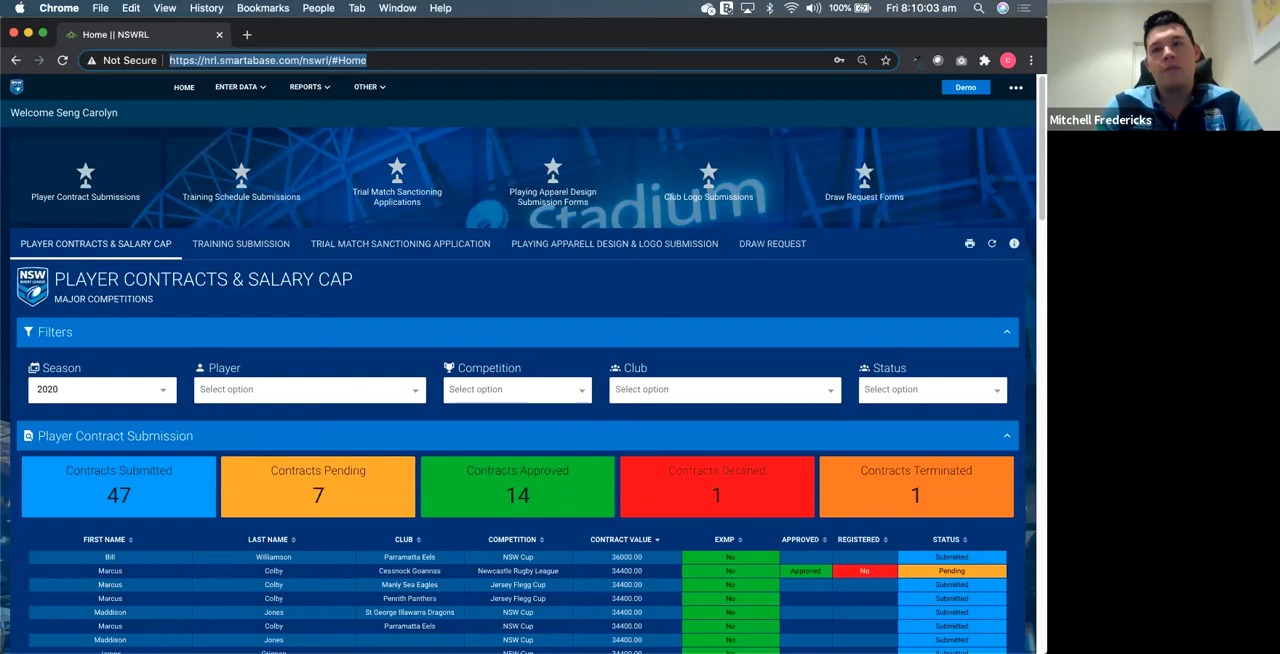 Chrome File Edit View History Bookmarks People Tab Window Help 100% Fri 8:10:03 am
Home || NSWRL
Not Secure https://nrl.smartabase.com/nswrl/#Home
HOME ENTER DATA REPORTS OTHER Demo
Welcome Seng Carolyn
Stadium
Player Contract Submissions
Training Schedule Submissions
Trial Match Sanctioning Applications
Playing Apparel Design Submission Forms
Club Logo Submissions
Draw Request Forms
PLAYER CONTRACTS & SALARY CAP TRAINING SUBMISSION TRIAL MATCH SANCTIONING APPLICATION PLAYING APPARELL DESIGN & LOGO SUBMISSION DRAW REQUEST
NSW
PLAYER CONTRACTS & SALARY CAP
MAJOR COMPETITIONS
Filters
Season Player Competition Club Status
2020 Select option Select option Select option Select option
Player Contract Submission
Contracts Submitted Contracts Pending Contracts Approved Contracts Declined Contracts Terminated
47 7 14 1 1
FIRST NAME LAST NAME CLUB COMPETITION CONTRACT VALUE EXMP APPROVED REGISTERED STATUS
Bill Williamson Parramatta Eels NSW Cup 36000.00 No Submitted
Marcus Colby Cessnock Goannas Newcastle Rugby League 34400.00 No Approved No Pending
Marcus Colby Manly Sea Eagles Jersey Flegg Cup 34400.00 No Submitted
Marcus Colby Penrith Panthers Jersey Flegg Cup 34400.00 No Submitted
Maddison Jones St George Illawarra Dragons NSW Cup 34400.00 No Submitted
Marcus Colby Parramatta Eels NSW Cup 34400.00 No Submitted
Maddison Jones NSW Cup 34400.00 No Submitted
NSW Cup 34400.00 No Submitted
Mitchell Fredericks